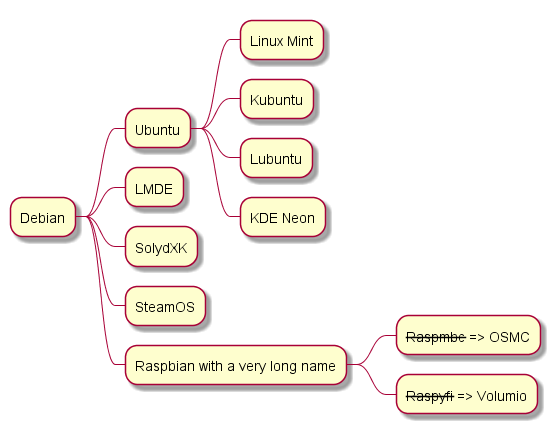 Debian
Ubuntu
Linux Mint
Kubuntu
Lubuntu
KDE Neon
LMDE
SolydXK
SteamOS
Raspbian with a very long name
Raspmbc => OSMC
Raspyfi => Volumio